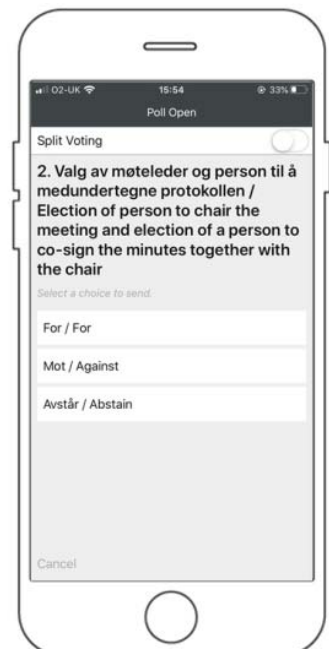 O2-UK 15:54 33%
Poll Open
Split Voting
2. Valg av møteleder og person til å
medundertegne protokollen /
Election of person to chair the
meeting and election of a person to
co-sign the minutes together with
the chair
Select a choice to send.
For / For
Mot / Against
Avstår / Abstain
Cancel